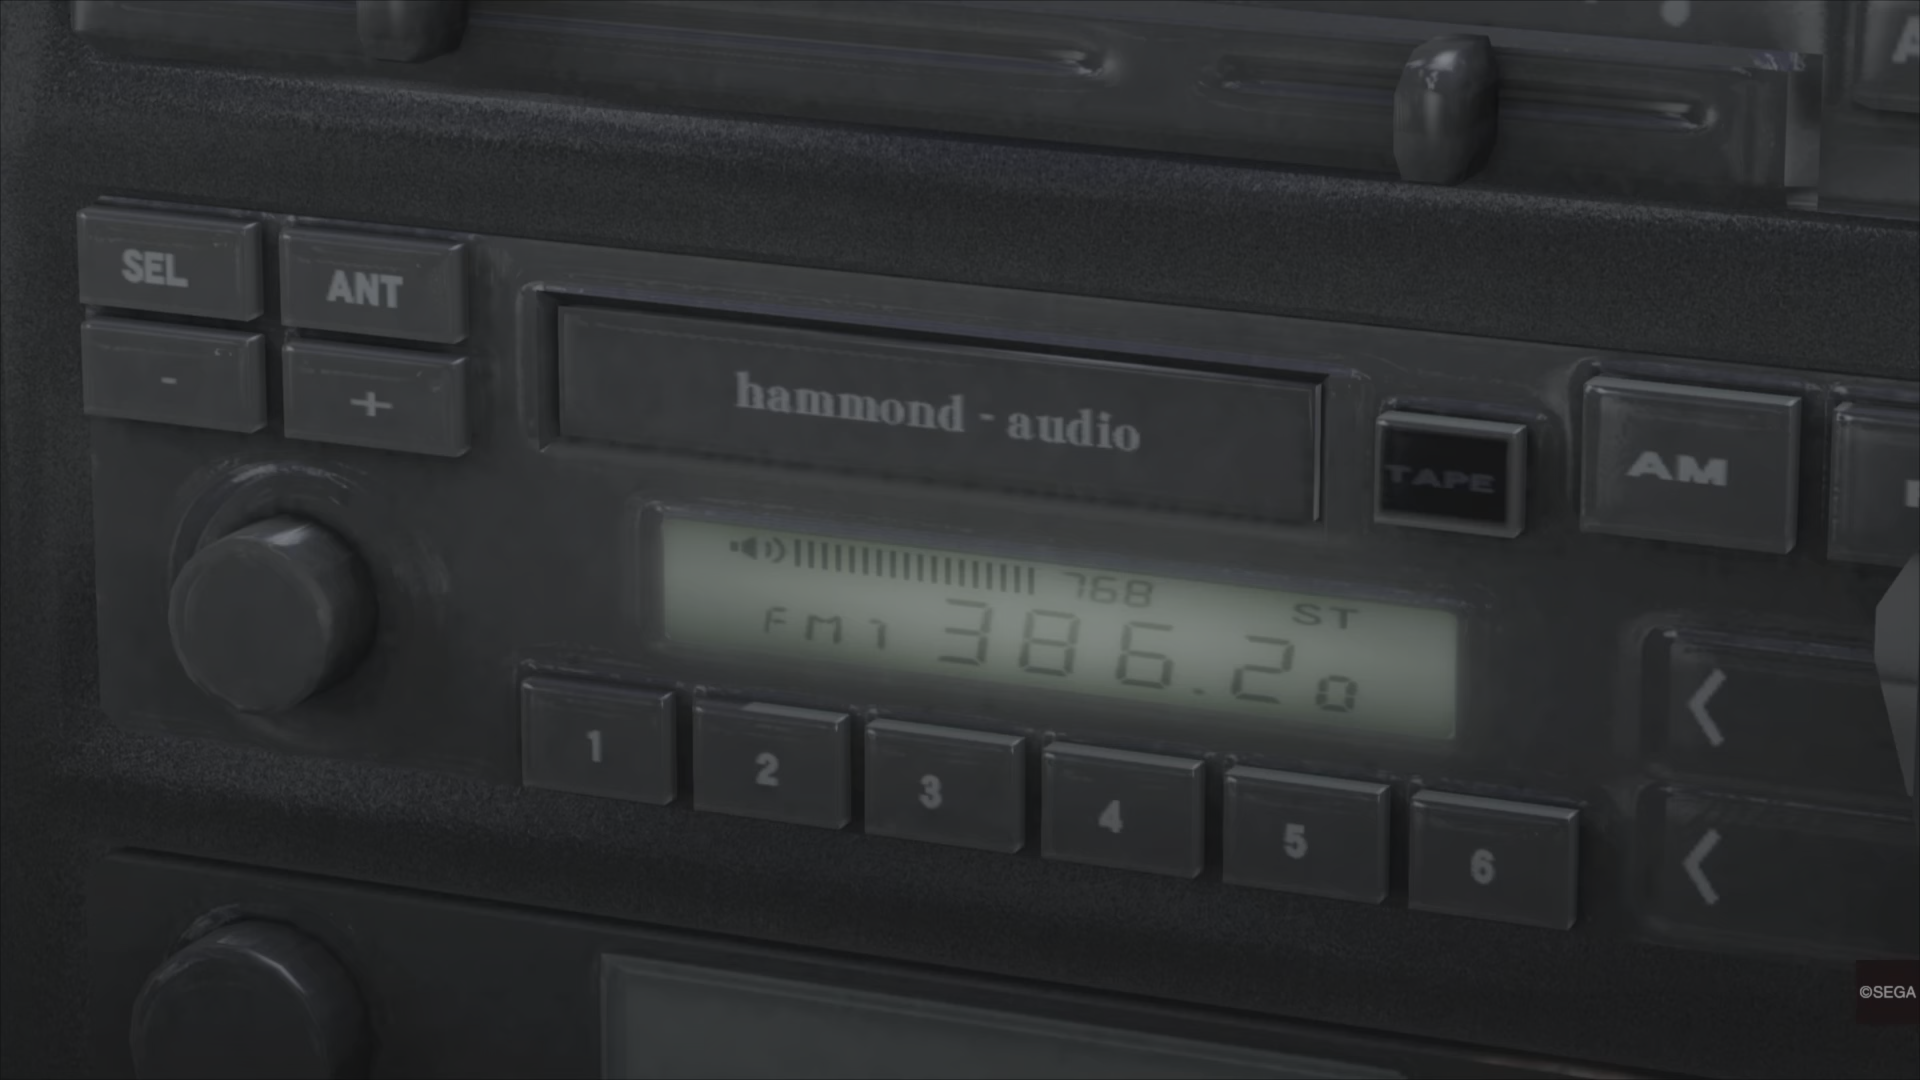 SEL
ANT
-
+
hammond - audio
TAPE
AM
768
ST
FM1 386.20
1
2
3
4
5
6
©SEGA